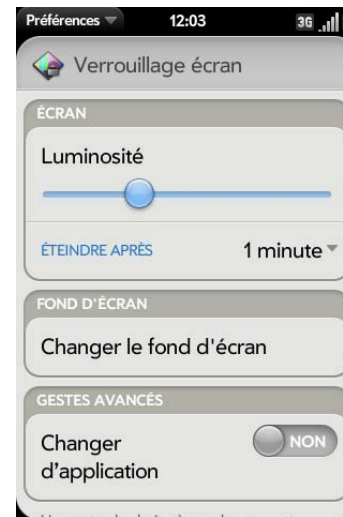 Préférences 12:03 3G
Verrouillage écran
ÉCRAN
Luminosité
ÉTEINDRE APRÈS 1 minute
FOND D'ÉCRAN
Changer le fond d'écran
GESTES AVANCÉS
Changer
d'application
NON